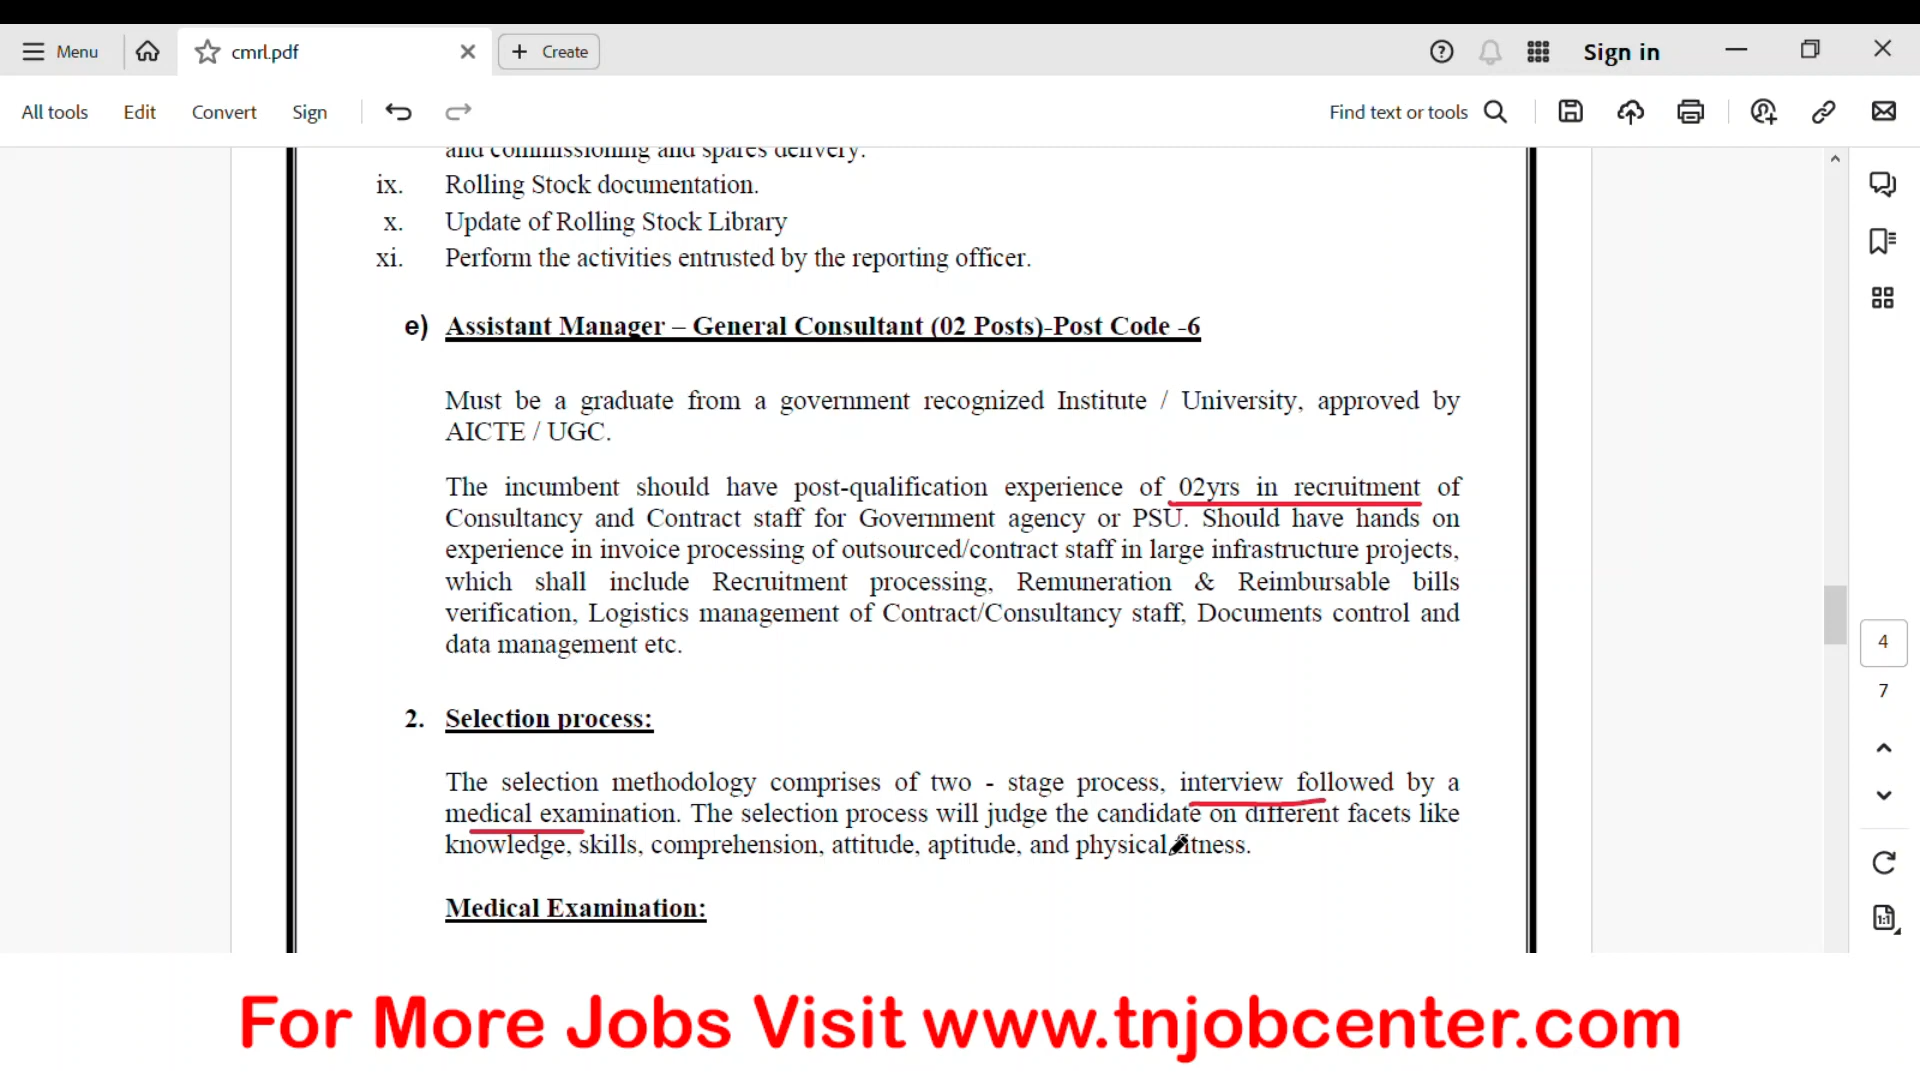 Menu
cmrl.pdf
Create
Sign in
All tools
Edit
Convert
Sign
Find text or tools
and commissioning and spares delivery.
ix. Rolling Stock documentation.
x. Update of Rolling Stock Library
xi. Perform the activities entrusted by the reporting officer.
e) Assistant Manager – General Consultant (02 Posts)-Post Code -6
Must be a graduate from a government recognized Institute / University, approved by
AICTE / UGC.
The incumbent should have post-qualification experience of 02yrs in recruitment of
Consultancy and Contract staff for Government agency or PSU. Should have hands on
experience in invoice processing of outsourced/contract staff in large infrastructure projects,
which shall include Recruitment processing, Remuneration & Reimbursable bills
verification, Logistics management of Contract/Consultancy staff, Documents control and
data management etc.
2. Selection process:
The selection methodology comprises of two - stage process, interview followed by a
medical examination. The selection process will judge the candidate on different facets like
knowledge, skills, comprehension, attitude, aptitude, and physical fitness.
Medical Examination:
4
7
1:1
For More Jobs Visit www.tnjobcenter.com